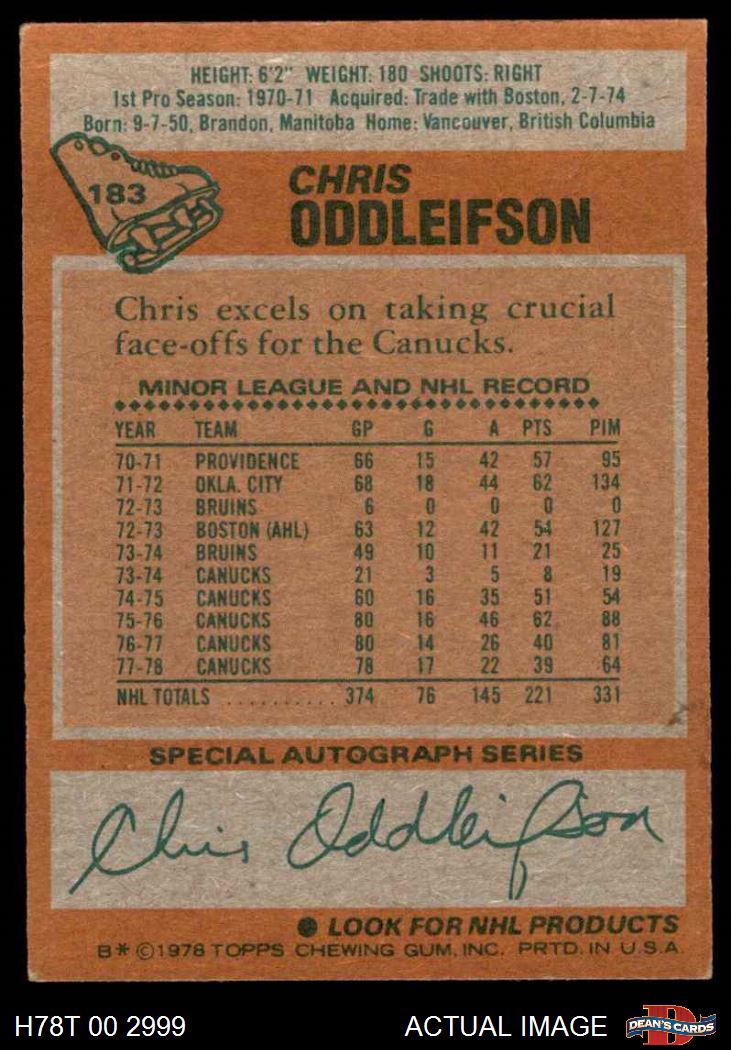 HEIGHT: 6'2" WEIGHT: 180 SHOOTS: RIGHT
1st Pro Season: 1970-71 Acquired: Trade with Boston, 2-7-74
Born: 9-7-50, Brandon, Manitoba Home: Vancouver, British Columbia
183
CHRIS
ODDLEIFSON
Chris excels on taking crucial
face-offs for the Canucks.
MINOR LEAGUE AND NHL RECORD
YEAR TEAM GP G A PTS PIM
70-71 PROVIDENCE 66 15 42 57 95
71-72 OKLA. CITY 68 18 44 62 134
72-73 BRUINS 6 0 0 0 0
72-73 BOSTON (AHL) 63 12 42 54 127
73-74 BRUINS 49 10 11 21 25
73-74 CANUCKS 21 3 5 8 19
74-75 CANUCKS 60 16 35 51 54
75-76 CANUCKS 80 16 46 62 88
76-77 CANUCKS 80 14 26 40 81
77-78 CANUCKS 78 17 22 39 64
NHL TOTALS .......... 374 76 145 221 331
SPECIAL AUTOGRAPH SERIES
Chris Oddleifson
● LOOK FOR NHL PRODUCTS
B* ©1978 TOPPS CHEWING GUM, INC. PRTD. IN U.S.A.
H78T 00 2999 ACTUAL IMAGE D DEAN'S CARDS